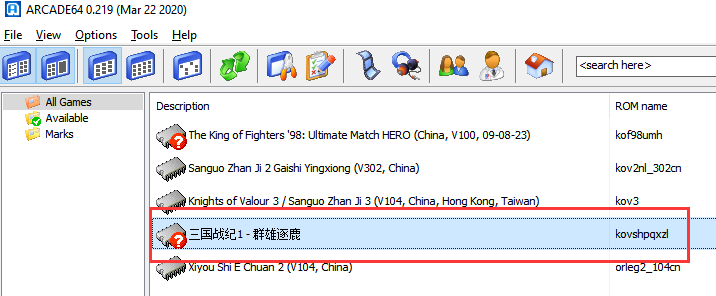 ARCADE64 0.219 (Mar 22 2020)
File View Options Tools Help
<search here>
All Games
Available
Marks
Description ROM name
The King of Fighters '98: Ultimate Match HERO (China, V100, 09-08-23) kof98umh
Sanguo Zhan Ji 2 Gaishi Yingxiong (V302, China) kov2nl_302cn
Knights of Valour 3 / Sanguo Zhan Ji 3 (V104, China, Hong Kong, Taiwan) kov3
三国战纪1 - 群雄逐鹿 kovshpqxzl
Xiyou Shi E Chuan 2 (V104, China) orleg2_104cn